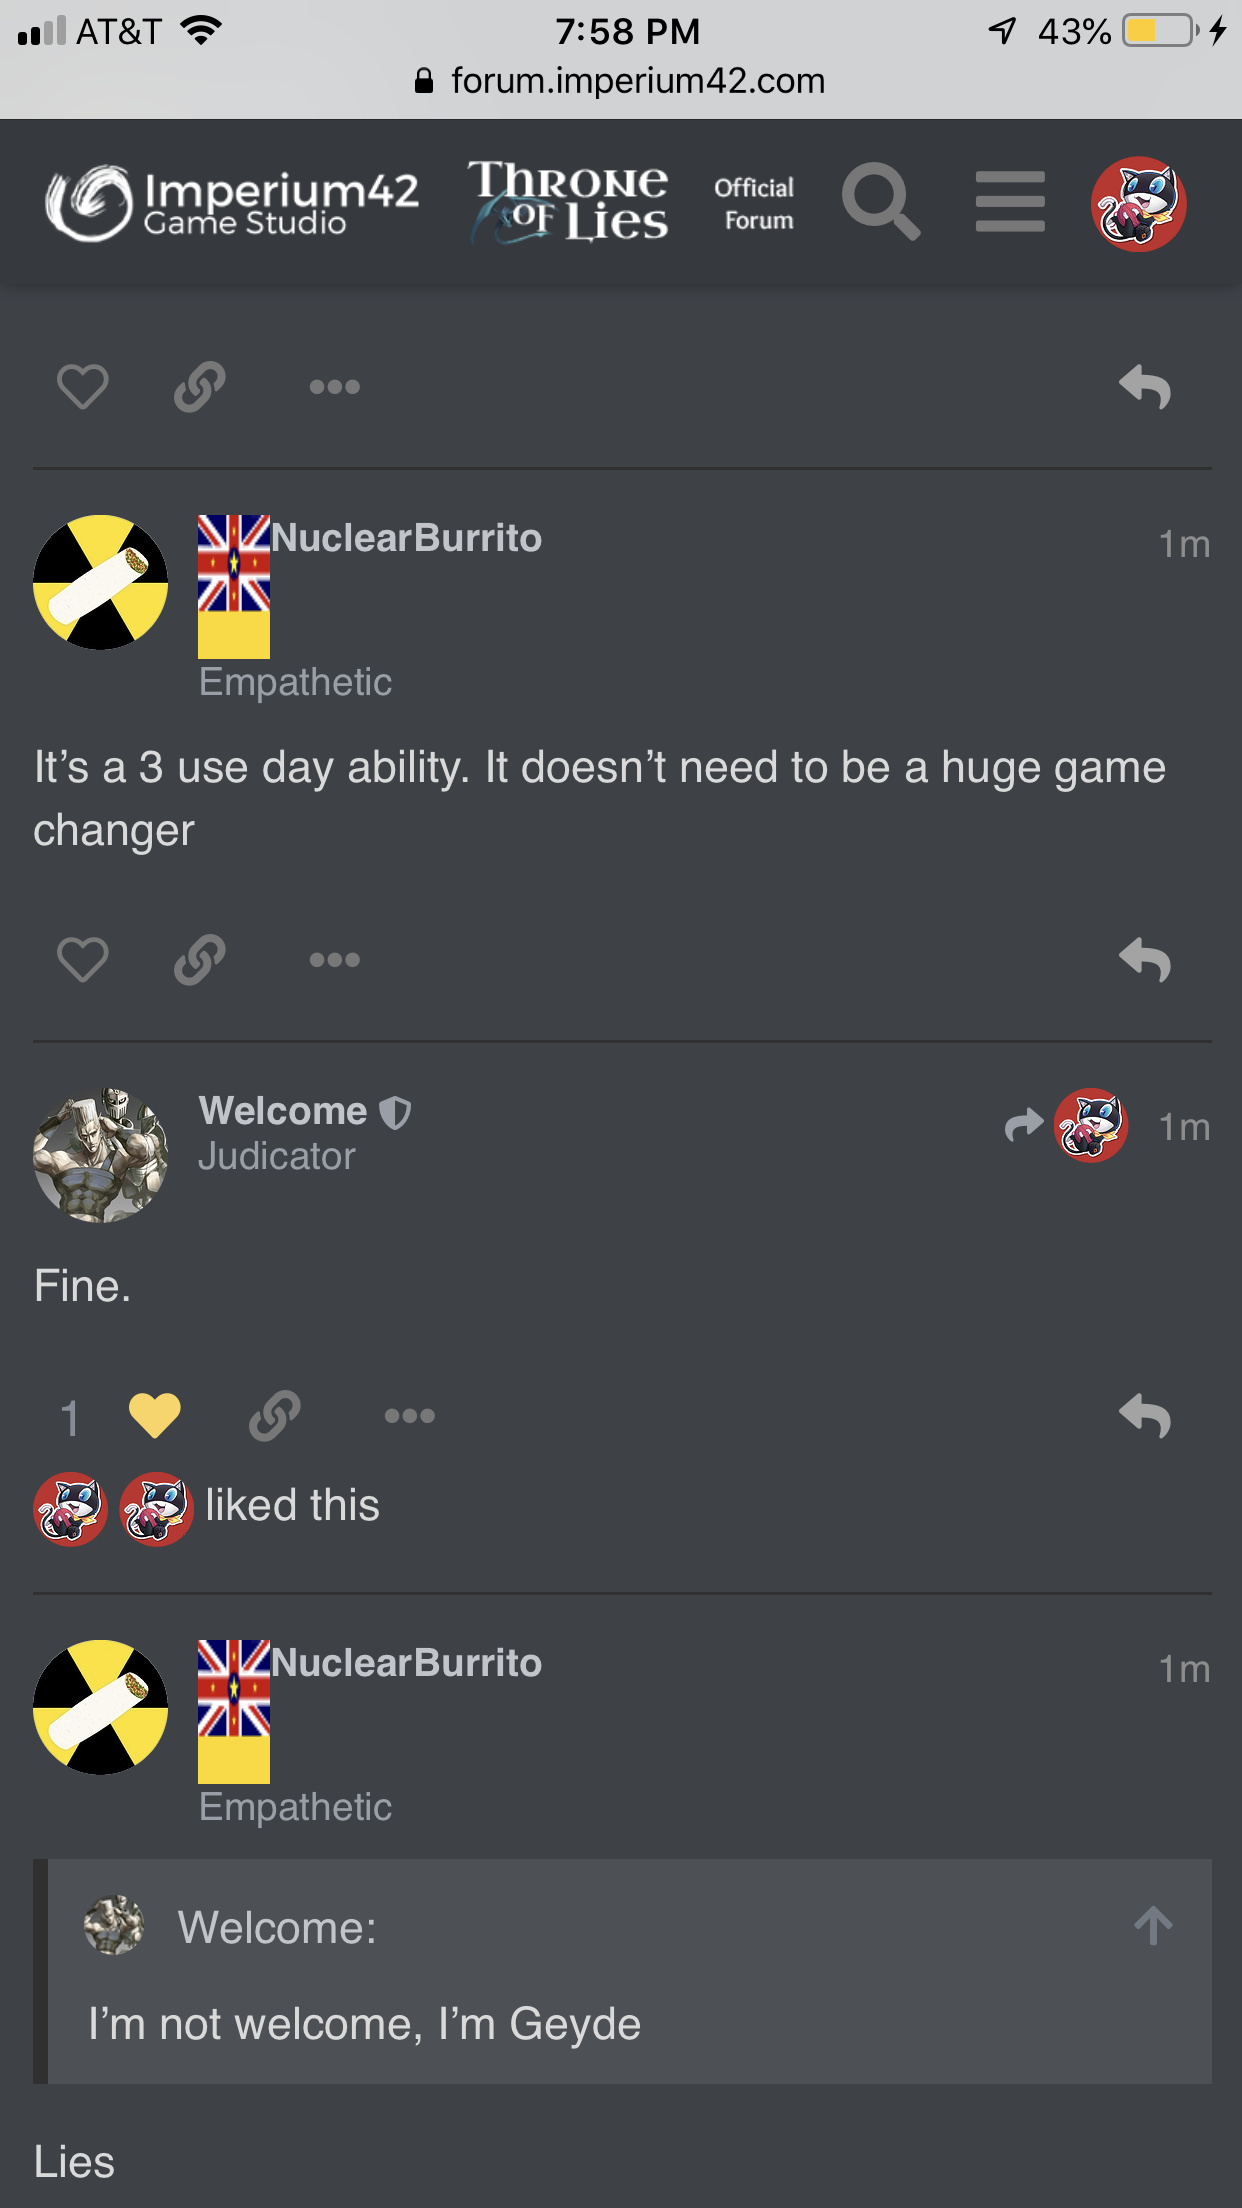 AT&T 7:58 PM 43%
forum.imperium42.com
Imperium42
Game Studio
THRONE
OF LIES
Official
Forum
NuclearBurrito 1m
Empathetic
It’s a 3 use day ability. It doesn’t need to be a huge game
changer
Welcome 1m
Judicator
Fine.
1
liked this
NuclearBurrito 1m
Empathetic
Welcome:
I’m not welcome, I’m Geyde
Lies